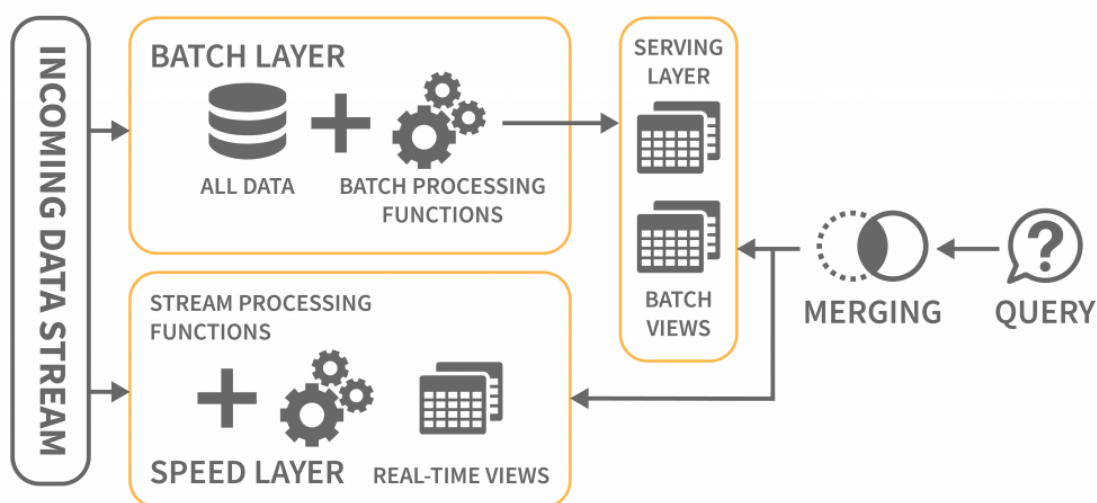 INCOMING DATA STREAM
BATCH LAYER
ALL DATA
BATCH PROCESSING
FUNCTIONS
STREAM PROCESSING
FUNCTIONS
SPEED LAYER
REAL-TIME VIEWS
SERVING
LAYER
BATCH
VIEWS
MERGING
QUERY